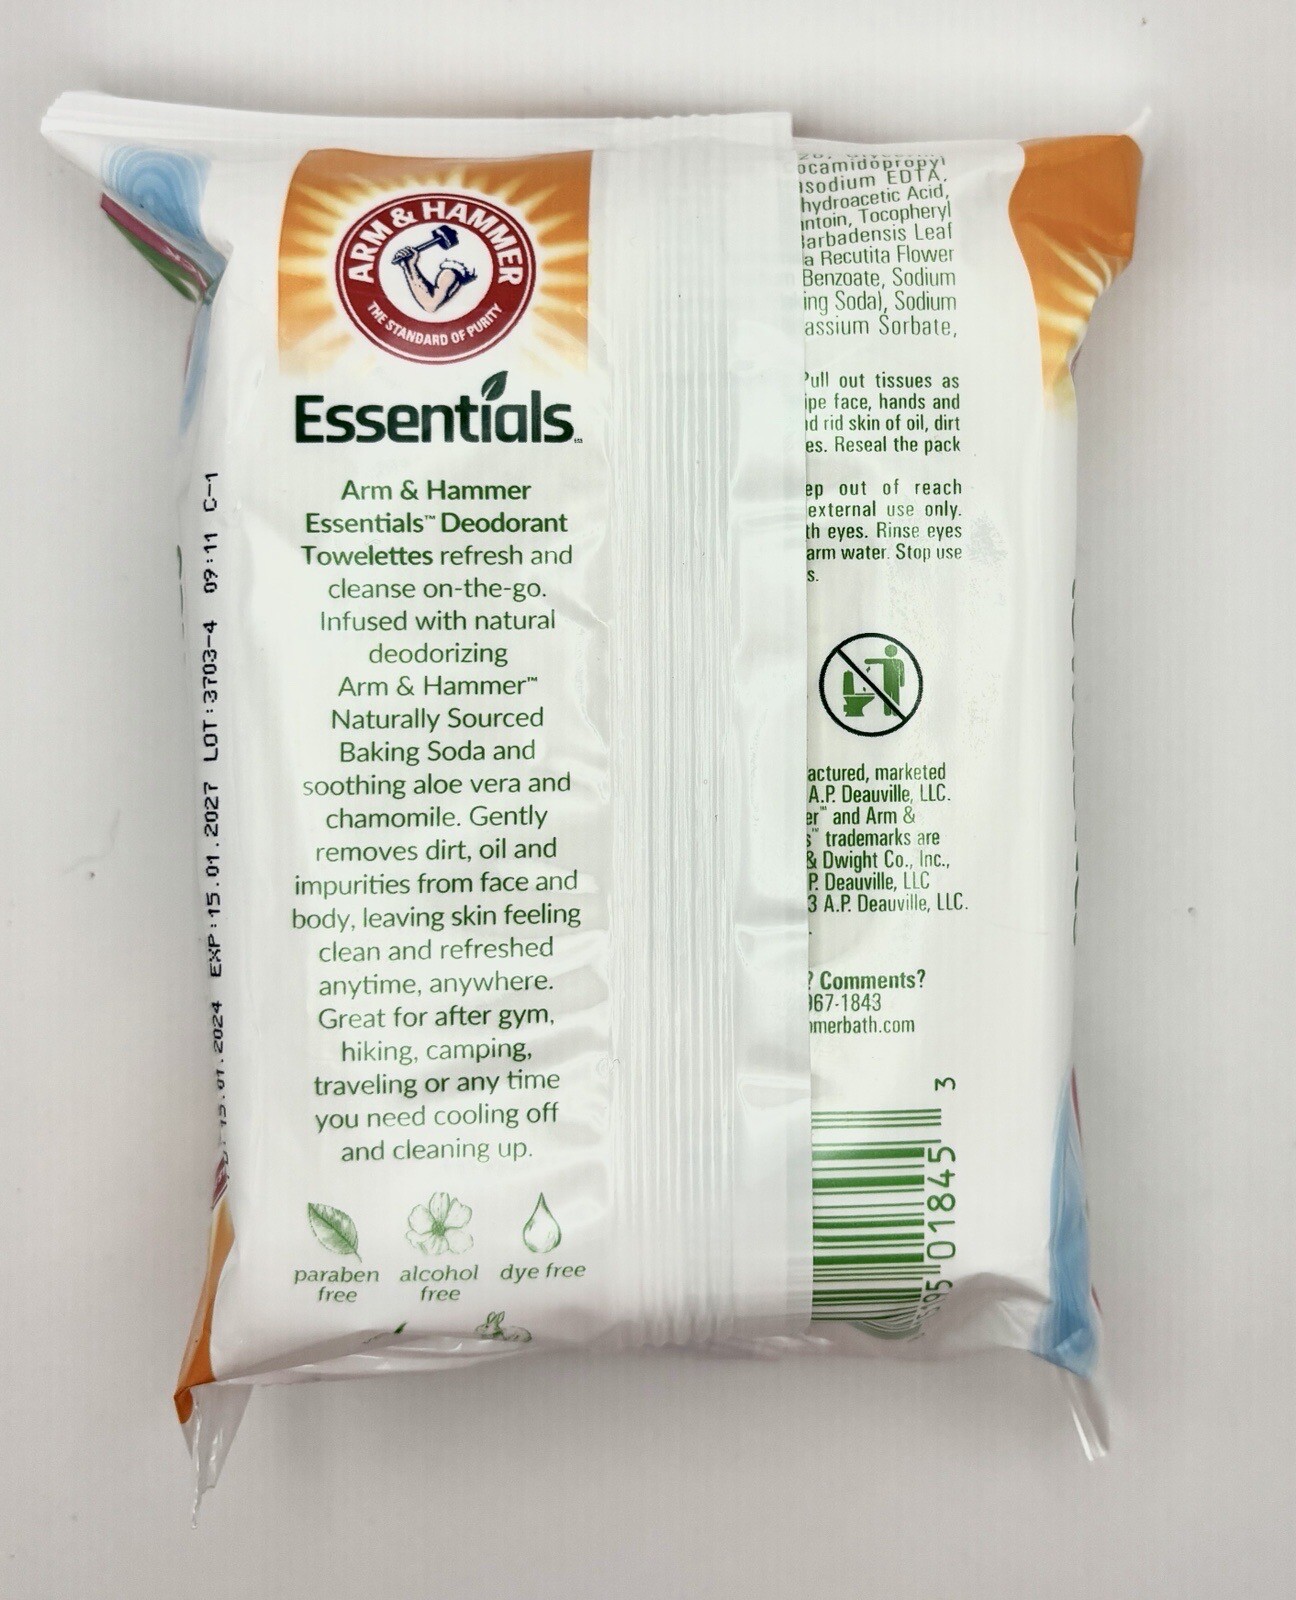 ARM & HAMMER
THE STANDARD OF PURITY
Essentials™
Arm & Hammer
Essentials™ Deodorant
Towelettes refresh and
cleanse on-the-go.
Infused with natural
deodorizing
Arm & Hammer™
Naturally Sourced
Baking Soda and
soothing aloe vera and
chamomile. Gently
removes dirt, oil and
impurities from face and
body, leaving skin feeling
clean and refreshed
anytime, anywhere.
Great for after gym,
hiking, camping,
traveling or any time
you need cooling off
and cleaning up.
paraben free
alcohol free
dye free
EXP:15.01.2027 LOT:3703-4 09:11 C-1
ocamidopropyl
sodium EDTA,
hydroacetic Acid,
ntoin, Tocopheryl
Barbadensis Leaf
a Recutita Flower
Benzoate, Sodium
ing Soda), Sodium
assium Sorbate,
Pull out tissues as
ipe face, hands and
d rid skin of oil, dirt
es. Reseal the pack
ep out of reach
external use only.
th eyes. Rinse eyes
arm water. Stop use
s.
actured, marketed
A.P. Deauville, LLC.
er™ and Arm &
s™ trademarks are
& Dwight Co., Inc.,
P. Deauville, LLC
3 A.P. Deauville, LLC.
? Comments?
967-1843
merbath.com
01845 3